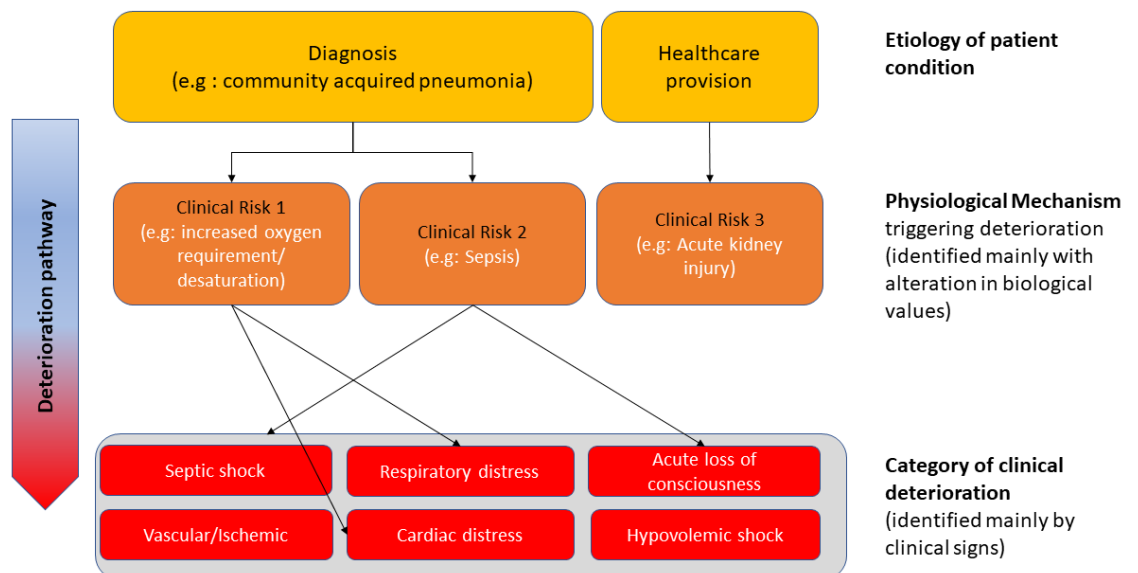 Diagnosis
(e.g : community acquired pneumonia)
Healthcare
provision
Etiology of patient
condition
Deterioration pathway
Clinical Risk 1
(e.g: increased oxygen
requirement/
desaturation)
Clinical Risk 2
(e.g: Sepsis)
Clinical Risk 3
(e.g: Acute kidney
injury)
Physiological Mechanism
triggering deterioration
(identified mainly with
alteration in biological
values)
Septic shock
Respiratory distress
Acute loss of
consciousness
Vascular/Ischemic
Cardiac distress
Hypovolemic shock
Category of clinical
deterioration
(identified mainly by
clinical signs)